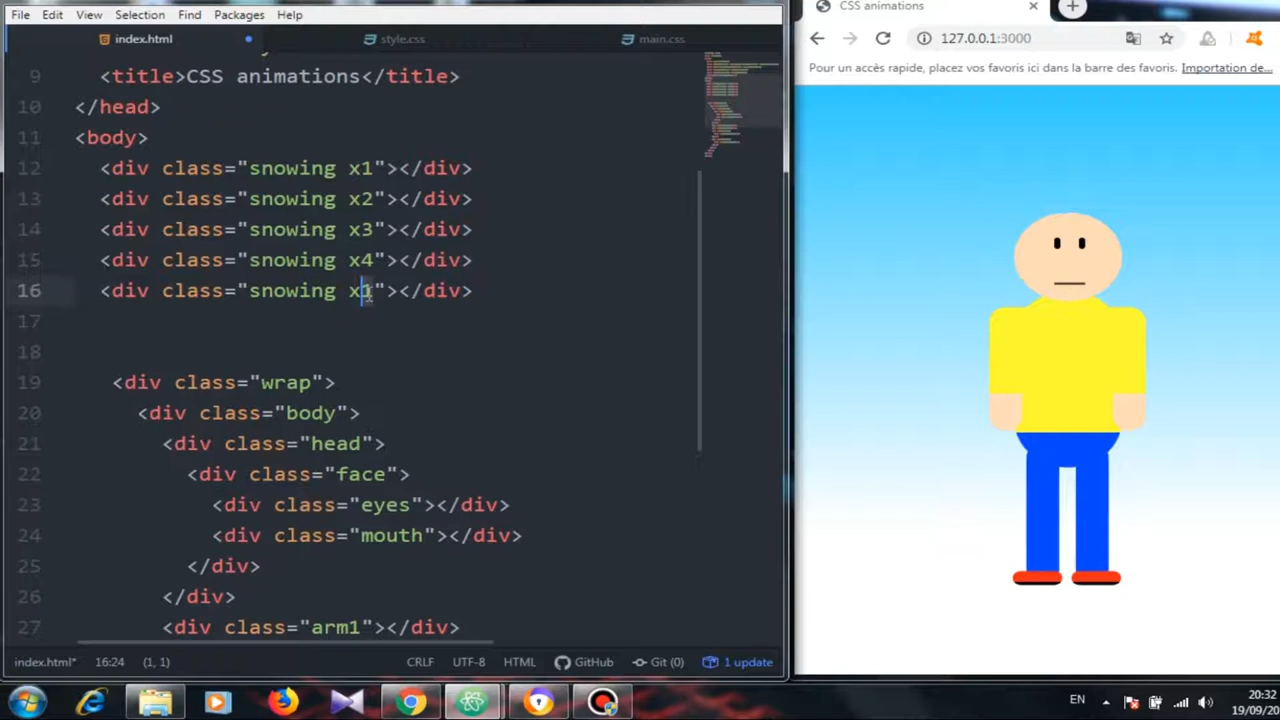 File Edit View Selection Find Packages Help
index.html style.css main.css
CSS animations
127.0.0.1:3000
Pour un accès rapide, placez vos favoris ici dans la barre des favoris. Importation de...
9 <title>CSS animations</title>
10 </head>
11 <body>
12 <div class="snowing x1"></div>
13 <div class="snowing x2"></div>
14 <div class="snowing x3"></div>
15 <div class="snowing x4"></div>
16 <div class="snowing x1"></div>
17
18
19 <div class="wrap">
20 <div class="body">
21 <div class="head">
22 <div class="face">
23 <div class="eyes"></div>
24 <div class="mouth"></div>
25 </div>
26 </div>
27 <div class="arm1"></div>
index.html* 16:24 (1, 1) CRLF UTF-8 HTML GitHub Git (0) 1 update
EN
20:32
19/09/20